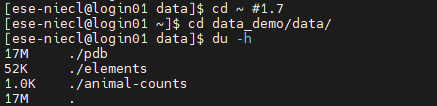 [ese-niecl@login01 data]$ cd ~ #1.7
[ese-niecl@login01 ~]$ cd data_demo/data/
[ese-niecl@login01 data]$ du -h
17M ./pdb
52K ./elements
1.0K ./animal-counts
17M .